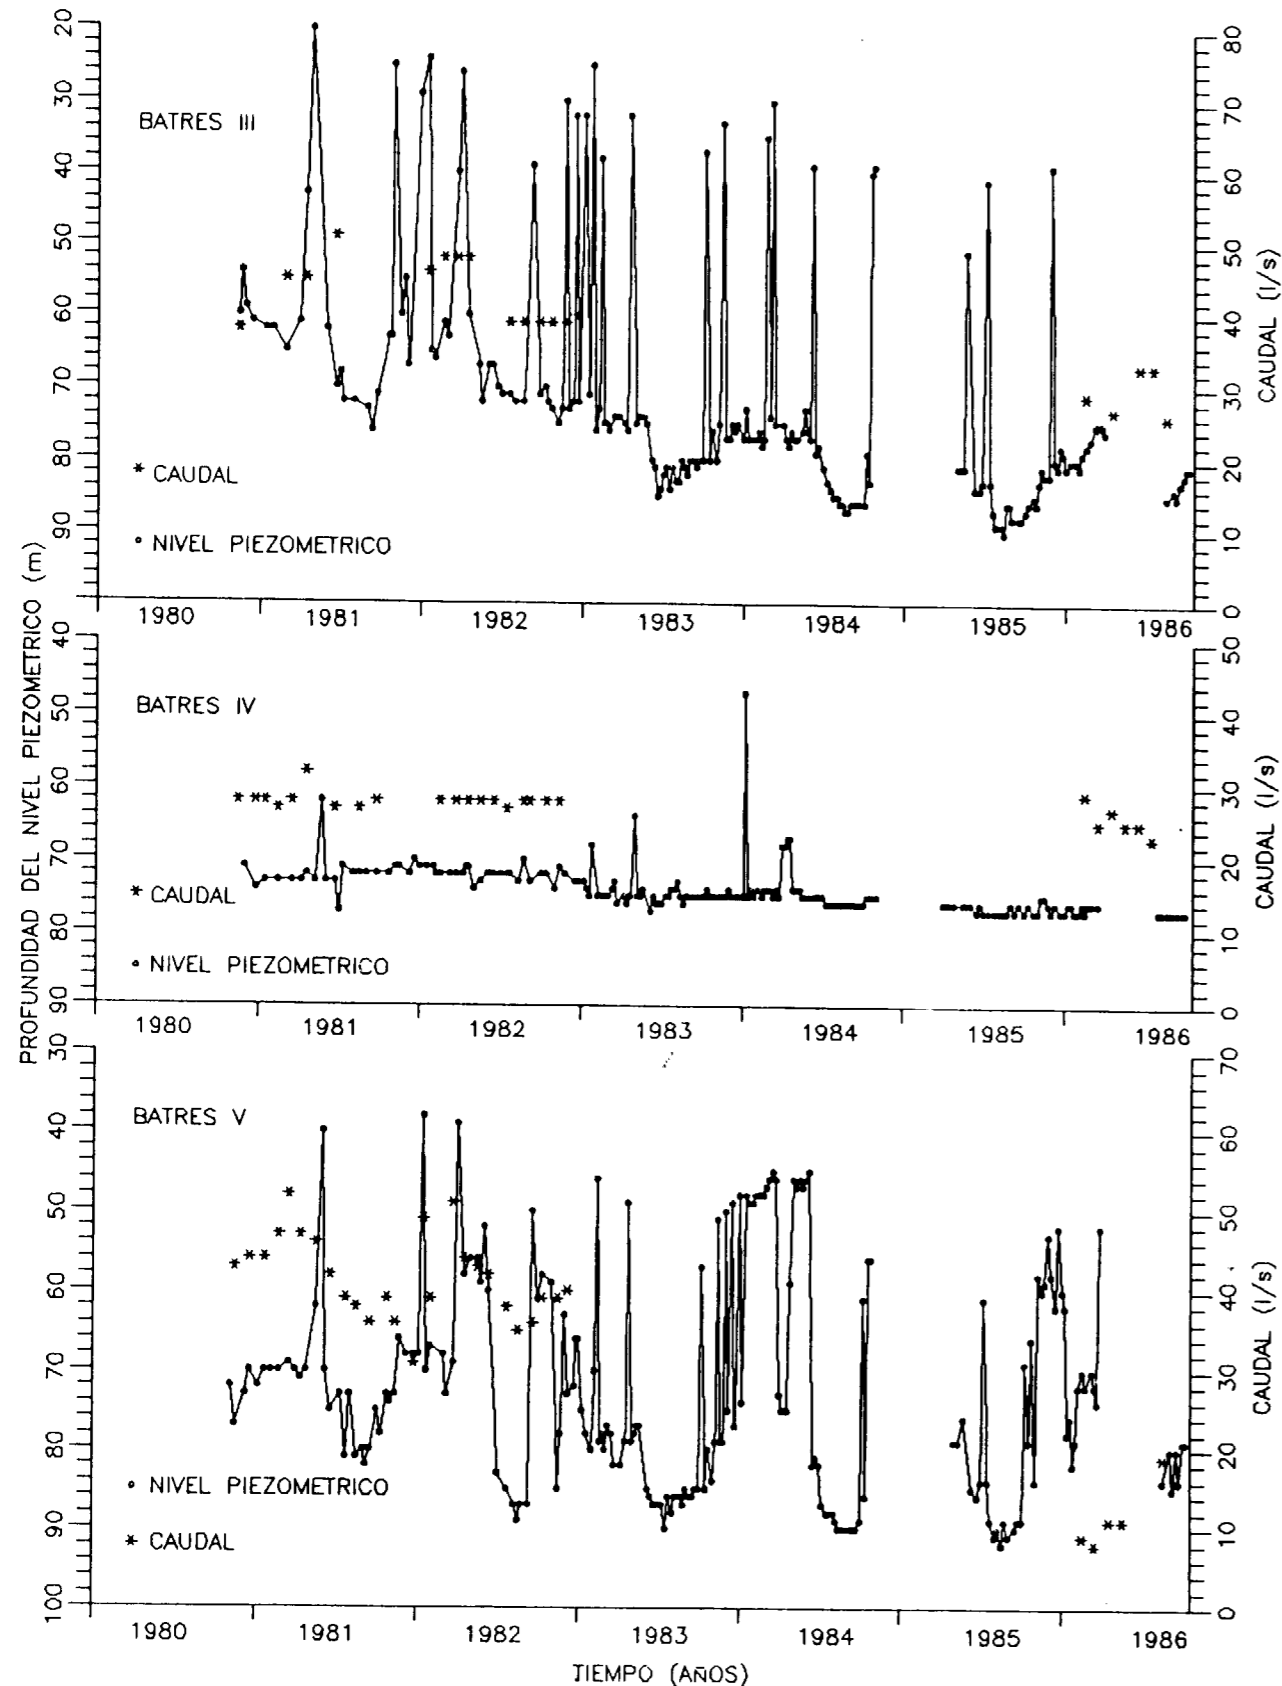 PROFUNDIDAD DEL NIVEL PIEZOMETRICO (m)
20
30
40
50
60
70
80
90
BATRES III
* CAUDAL
∘ NIVEL PIEZOMETRICO
80
70
60
50
40
30
20
10
0
CAUDAL (l/s)
1980 1981 1982 1983 1984 1985 1986
40
50
60
70
80
90
BATRES IV
* CAUDAL
∘ NIVEL PIEZOMETRICO
50
40
30
20
10
0
CAUDAL (l/s)
1980 1981 1982 1983 1984 1985 1986
30
40
50
60
70
80
90
100
BATRES V
∘ NIVEL PIEZOMETRICO
* CAUDAL
70
60
50
40
30
20
10
0
CAUDAL (l/s)
1980 1981 1982 1983 1984 1985 1986
TIEMPO (AÑOS)